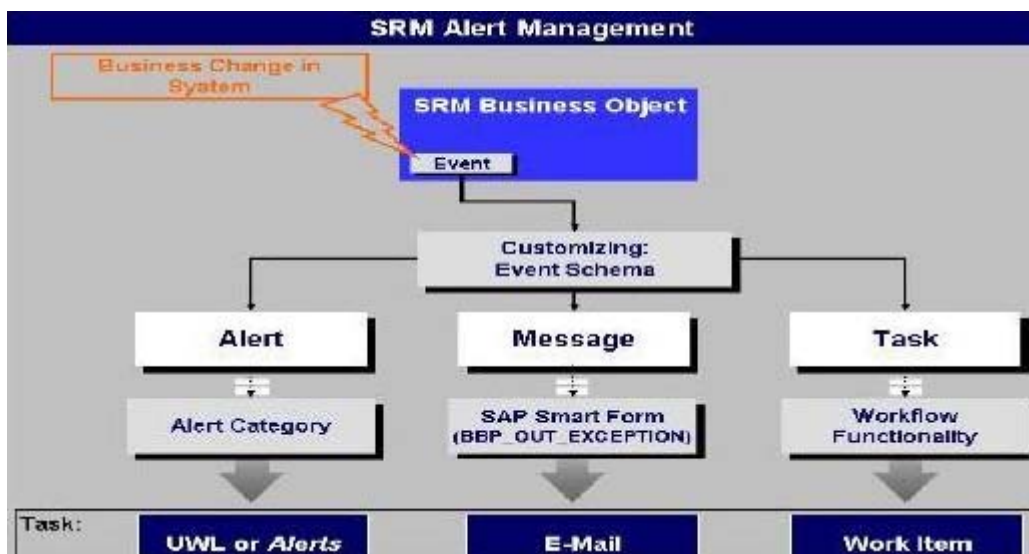 SRM Alert Management
Business Change in
System
SRM Business Object
Event
Customizing:
Event Schema
Alert
Message
Task
Alert Category
SAP Smart Form
(BBP_OUT_EXCEPTION)
Workflow
Functionality
Task:
UWL or Alerts
E-Mail
Work Item